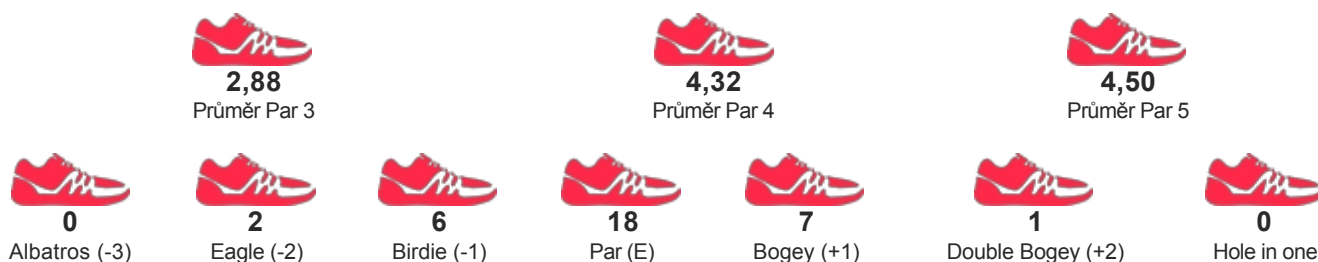 2,88 4,32 4,50
Průměr Par 3 Průměr Par 4 Průměr Par 5
0 2 6 18 7 1 0
Albatros (-3) Eagle (-2) Birdie (-1) Par (E) Bogey (+1) Double Bogey (+2) Hole in one